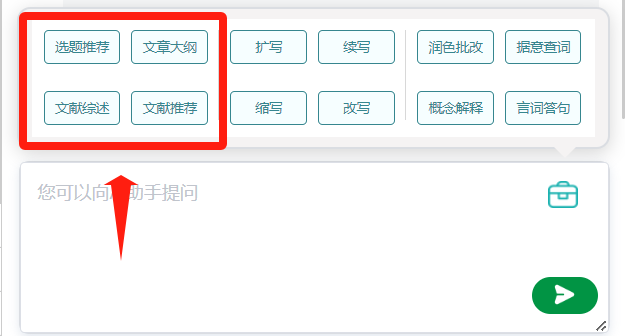 选题推荐 文章大纲 扩写 续写 润色批改 据意查词
文献综述 文献推荐 缩写 改写 概念解释 言词答句
您可以向 助手提问